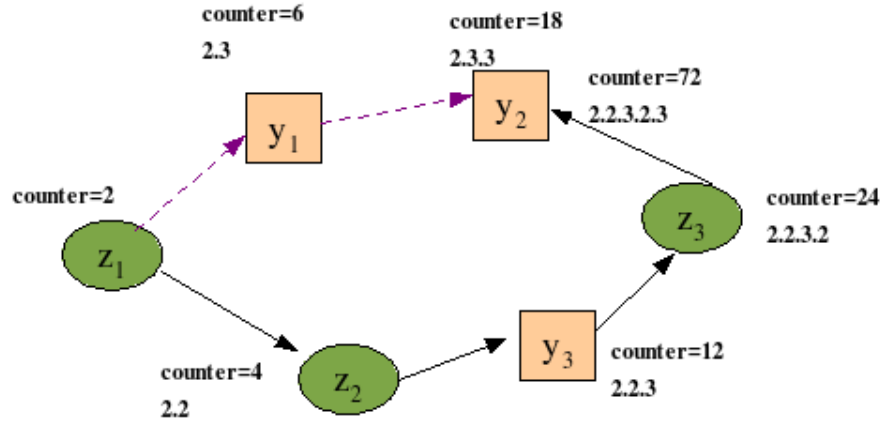 counter=6
2.3
counter=18
2.3.3
counter=72
2.2.3.2.3
y1
y2
counter=2
z1
z3
counter=24
2.2.3.2
counter=4
2.2
z2
y3
counter=12
2.2.3